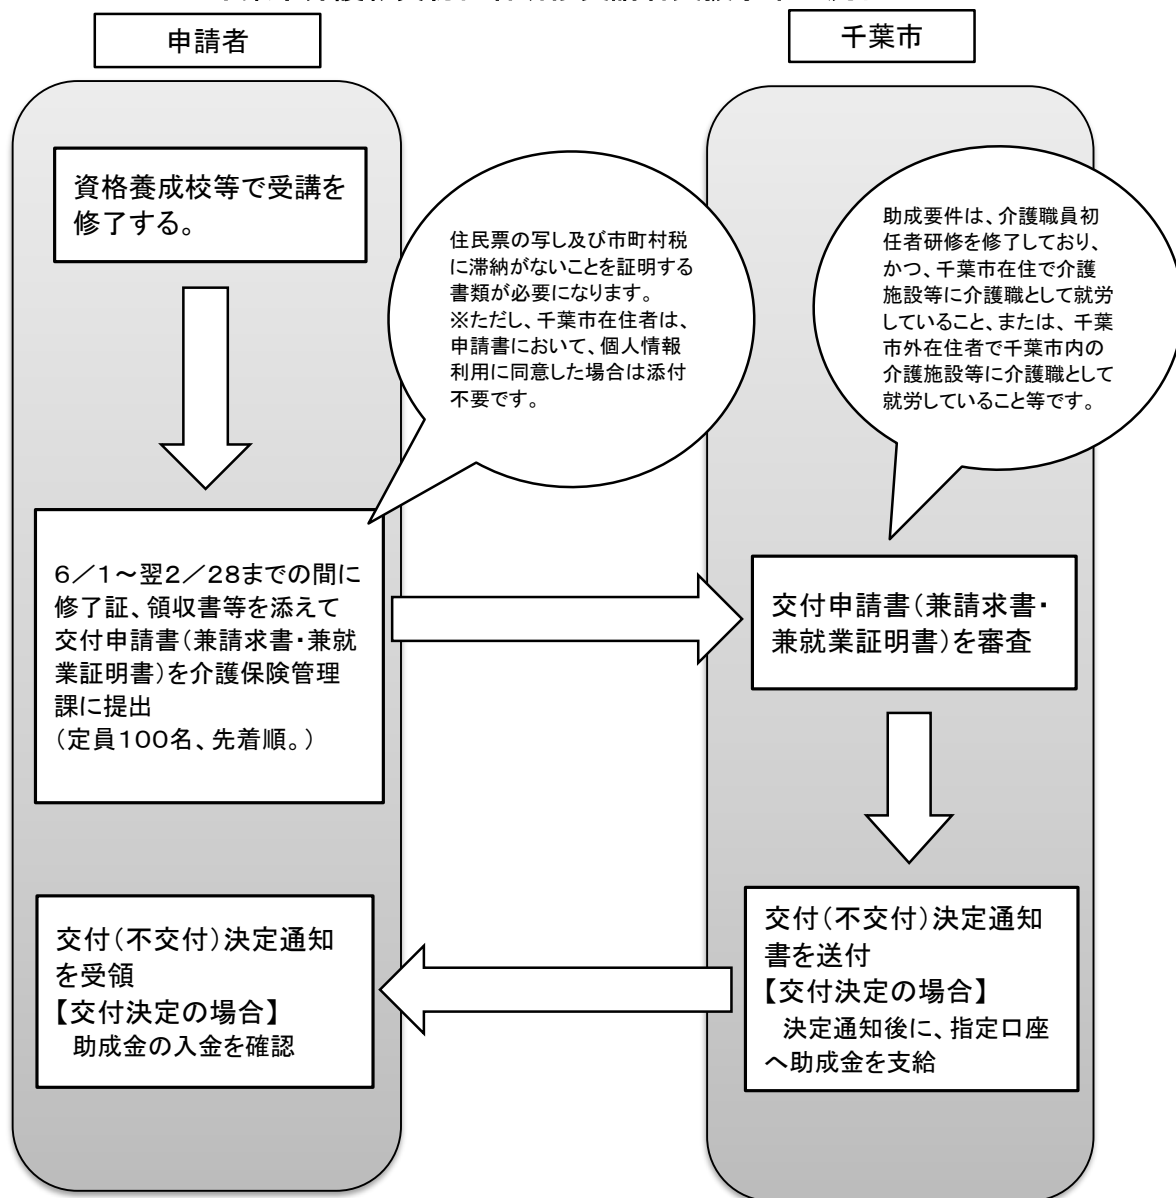 申請者
千葉市
資格養成校等で受講を
修了する。
住民票の写し及び市町村税
に滞納がないことを証明する
書類が必要になります。
※ただし、千葉市在住者は、
申請書において、個人情報
利用に同意した場合は添付
不要です。
助成要件は、介護職員初
任者研修を修了しており、
かつ、千葉市在住で介護
施設等に介護職として就労
していること、または、千葉
市外在住者で千葉市内の
介護施設等に介護職として
就労していること等です。
6／1～翌2／28までの間に
修了証、領収書等を添えて
交付申請書（兼請求書・兼就
業証明書）を介護保険管理
課に提出
（定員100名、先着順。）
交付申請書（兼請求書・
兼就業証明書）を審査
交付（不交付）決定通知
を受領
【交付決定の場合】
助成金の入金を確認
交付（不交付）決定通知
書を送付
【交付決定の場合】
決定通知後に、指定口座
へ助成金を支給